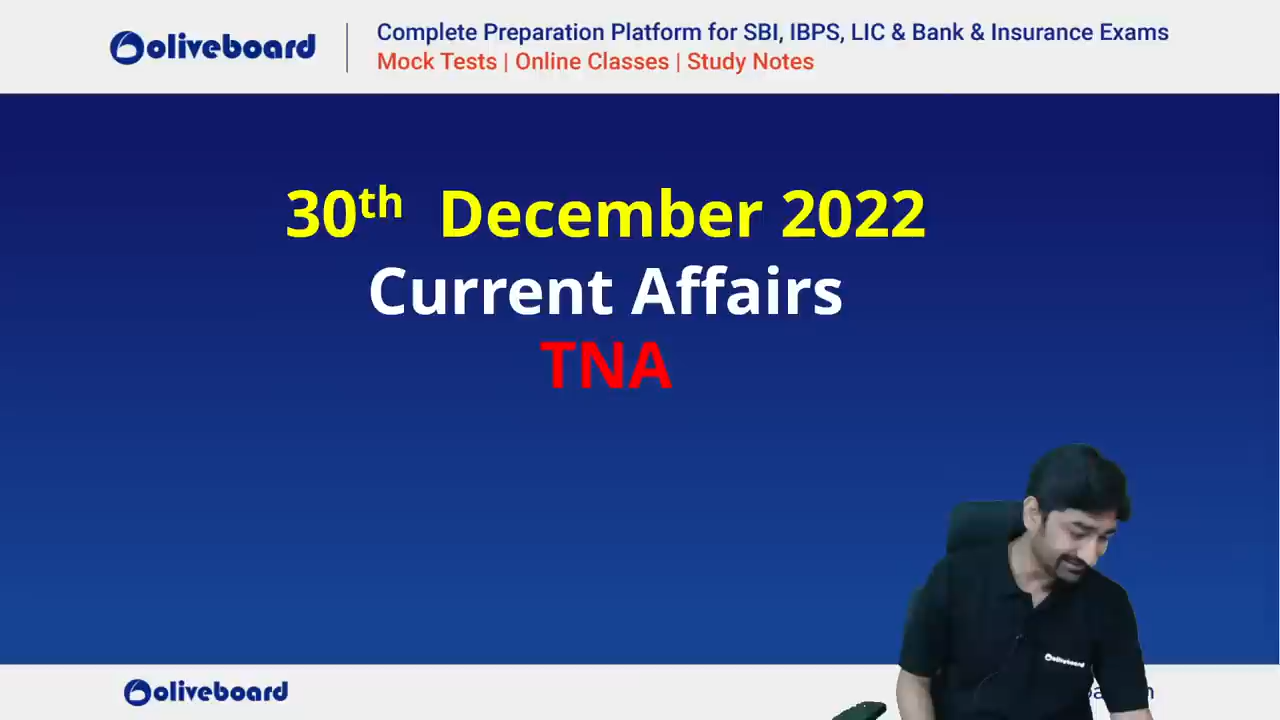 oliveboard
Complete Preparation Platform for SBI, IBPS, LIC & Bank & Insurance Exams
Mock Tests | Online Classes | Study Notes
30th December 2022
Current Affairs
TNA
oliveboard
oliveboard